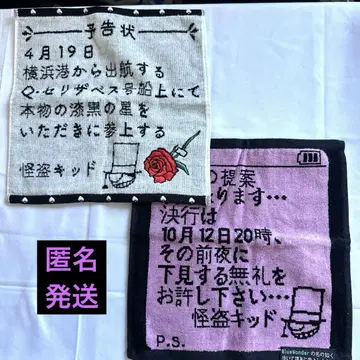 予告状
4月19日
横浜港から出航する
Q.セリザベス号船上にて
本物の漆黒の星を
いただきに参上する
怪盗キッド
の提案
ります…
決行は
10月12日20時、
その前夜に
下見する無礼を
お許し下さい…
怪盗キッド
P.S.
匿名
発送
BlueWonder